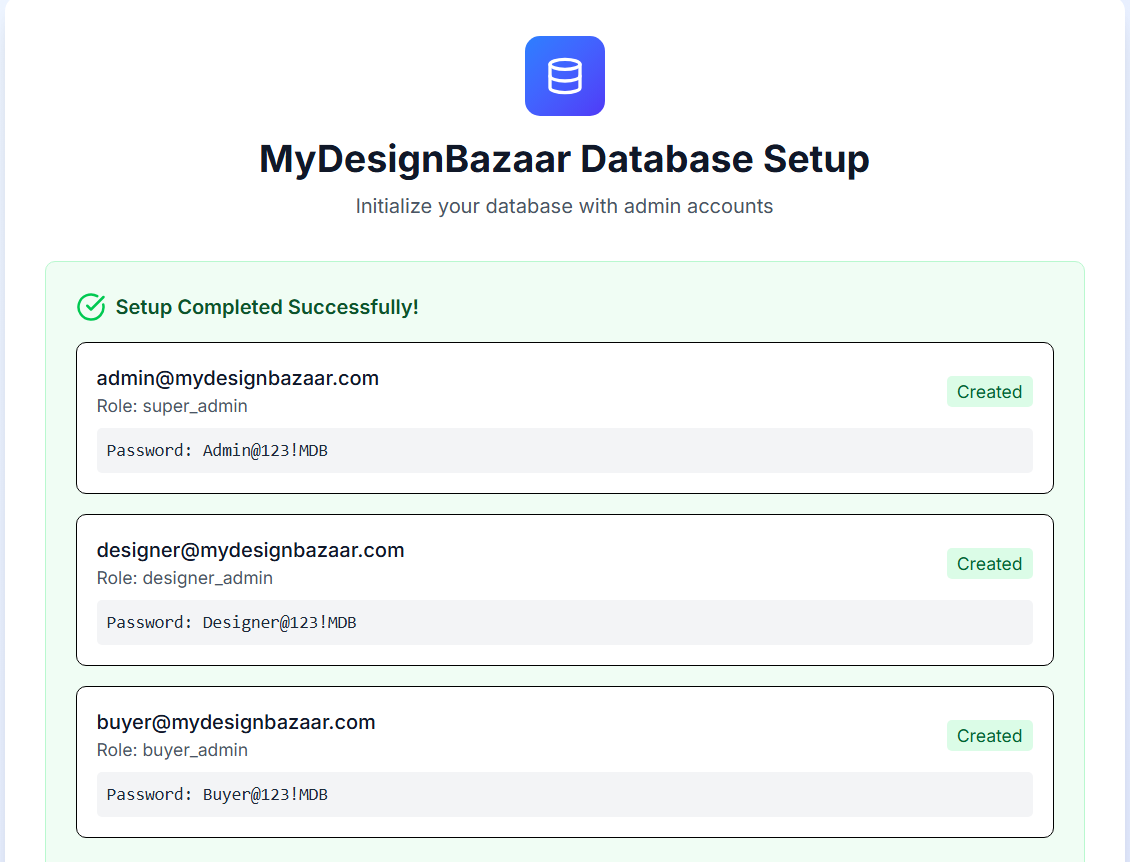 MyDesignBazaar Database Setup
Initialize your database with admin accounts
Setup Completed Successfully!
admin@mydesignbazaar.com
Role: super_admin
Created
Password: Admin@123!MDB
designer@mydesignbazaar.com
Role: designer_admin
Created
Password: Designer@123!MDB
buyer@mydesignbazaar.com
Role: buyer_admin
Created
Password: Buyer@123!MDB